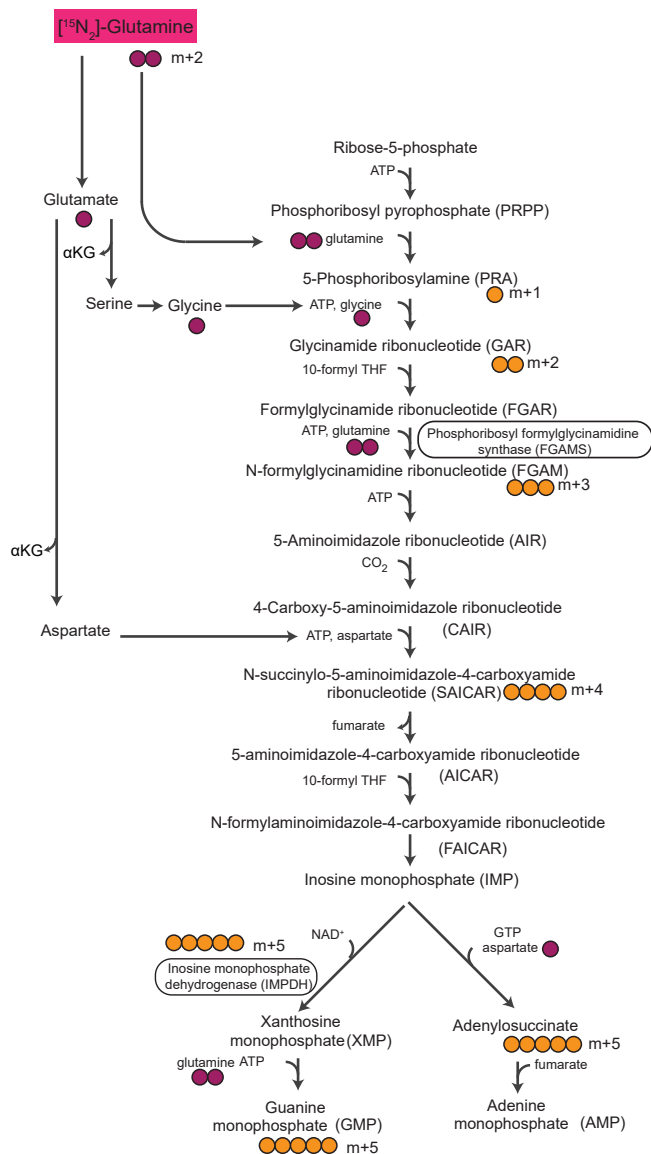 [¹⁵N₂]-Glutamine
m+2
Ribose-5-phosphate
ATP
Glutamate
Phosphoribosyl pyrophosphate (PRPP)
glutamine
αKG
5-Phosphoribosylamine (PRA)
m+1
Serine
Glycine
ATP, glycine
Glycinamide ribonucleotide (GAR)
m+2
10-formyl THF
Formylglycinamide ribonucleotide (FGAR)
ATP, glutamine
Phosphoribosyl formylglycinamidine
synthase (FGAMS)
N-formylglycinamidine ribonucleotide (FGAM)
m+3
ATP
5-Aminoimidazole ribonucleotide (AIR)
αKG
CO₂
4-Carboxy-5-aminoimidazole ribonucleotide
(CAIR)
Aspartate
ATP, aspartate
N-succinylo-5-aminoimidazole-4-carboxyamide
ribonucleotide (SAICAR)
m+4
fumarate
5-aminoimidazole-4-carboxyamide ribonucleotide
(AICAR)
10-formyl THF
N-formylaminoimidazole-4-carboxyamide ribonucleotide
(FAICAR)
Inosine monophosphate (IMP)
m+5
NAD⁺
GTP
aspartate
Inosine monophosphate
dehydrogenase (IMPDH)
Xanthosine
monophosphate (XMP)
Adenylosuccinate
m+5
glutamine ATP
fumarate
Guanine
monophosphate (GMP)
m+5
Adenine
monophosphate (AMP)